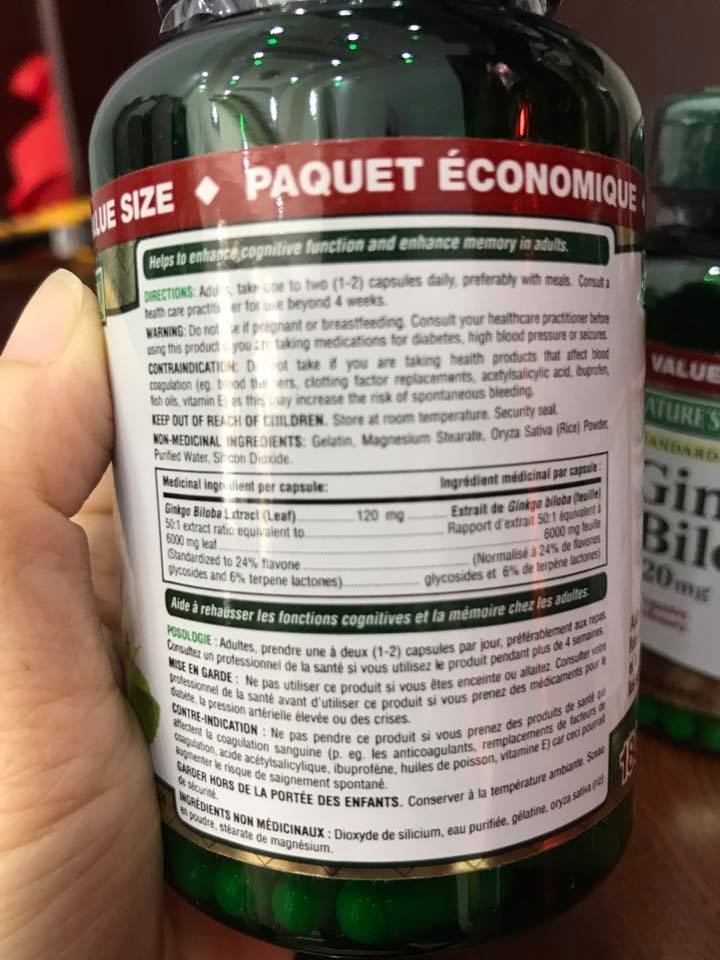 LUE SIZE ◆ PAQUET ÉCONOMIQUE
Helps to enhance cognitive function and enhance memory in adults.
DIRECTIONS: take one to two (1-2) capsules daily, preferably with meals. Consult a
health care er for use beyond 4 weeks.
WARNING: Do not if pregnant or breastfeeding. Consult your healthcare practitioner before
using this product you taking medications for diabetes, high blood pressure or seizures.
CONTRAINDICATION: take if you are taking health products that affect blood
coagulation (eg. blood clotting factor replacements, acetylsalicylic acid, ibuprofen,
fish oils, vitamin E) as this may increase the risk of spontaneous bleeding.
KEEP OUT OF REACH OF CHILDREN. Store at room temperature. Security seal.
NON-MEDICINAL INGREDIENTS: Gelatin, Magnesium Stearate, Oryza Sativa (Rice) Powder,
Purified Water, Silicon Dioxide.
Medicinal ingredient per capsule: Ingrédient médicinal par capsule:
Ginkgo Biloba Extract (Leaf) 120 mg Extrait de Ginkgo biloba (feuille)
50:1 extract ratio equivalent to Rapport d'extrait 50:1 équivalent à
6000 mg leaf 6000 mg feuille
(Standardized to 24% flavone (Normalisé à 24% de flavones
glycosides and 6% terpene lactones) glycosides et 6% de terpène lactones)
Aide à rehausser les fonctions cognitives et la mémoire chez les adultes.
POSOLOGIE : Adultes, prendre une à deux (1-2) capsules par jour, préférablement aux repas.
Consultez un professionnel de la santé si vous utilisez le produit pendant plus de 4 semaines.
MISE EN GARDE : Ne pas utiliser ce produit si vous êtes enceinte ou allaitez. Consulter votre
professionnel de la santé avant d'utiliser ce produit si vous prenez des médicaments pour le
diabète, la pression artérielle élevée ou des crises.
CONTRE-INDICATION : Ne pas pendre ce produit si vous prenez des produits de santé qui
affectent la coagulation sanguine (p. eg. les anticoagulants, remplacements de facteurs de
coagulation, acide acétylsalicylique, ibuprofène, huiles de poisson, vitamine E) car ceci pourrait
augmenter le risque de saignement spontané.
GARDER HORS DE LA PORTÉE DES ENFANTS. Conserver à la température ambiante. Sceau
de sécurité.
INGRÉDIENTS NON MÉDICINAUX : Dioxyde de silicium, eau purifiée, gélatine, oryza sativa (riz)
en poudre, stéarate de magnésium.
VALUE
ATURE'S
TANDARD
Gin
Bil
20 mg